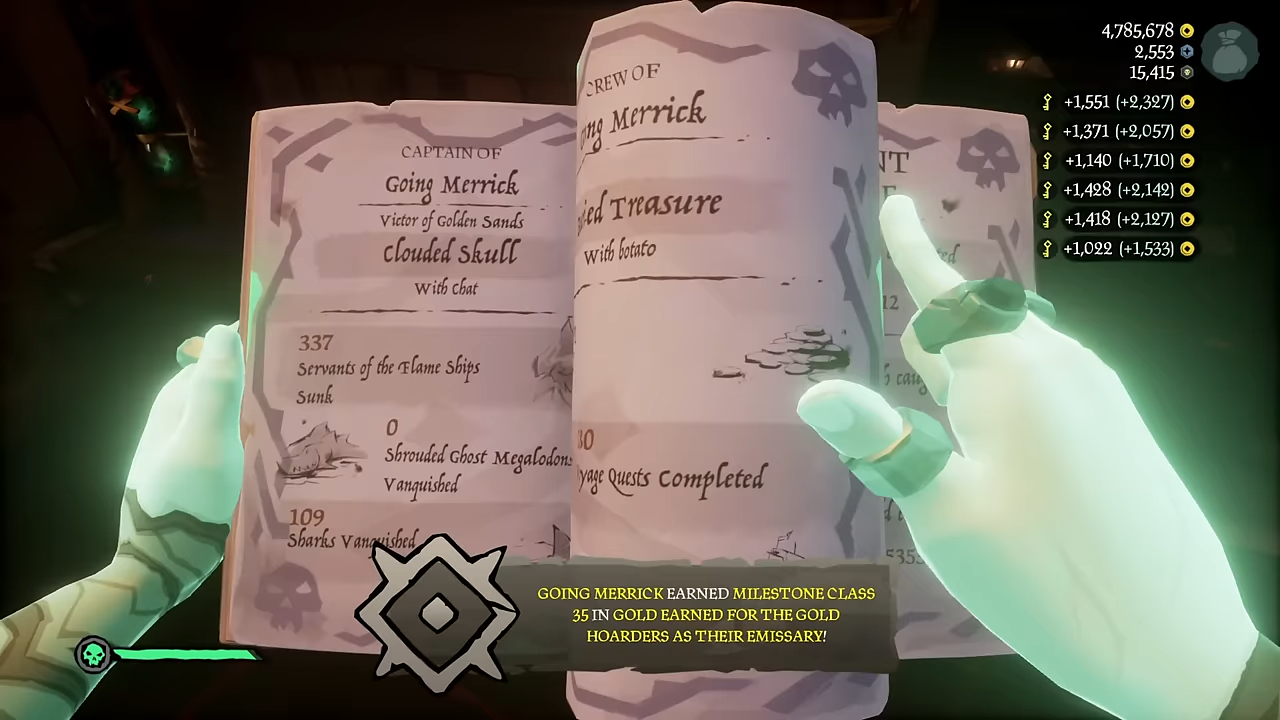 4,785,678
2,553
15,415
+1,551 (+2,327)
+1,371 (+2,057)
+1,140 (+1,710)
+1,428 (+2,142)
+1,418 (+2,127)
+1,022 (+1,533)
CAPTAIN OF
Going Merrick
Victor of Golden Sands
Clouded Skull
With chat
337
Servants of the Flame Ships
Sunk
0
Shrouded Ghost Megalodons
Vanquished
109
Sharks Vanquished
CREW OF
Merrick
Treasure
With botato
Quests Completed
GOING MERRICK EARNED MILESTONE CLASS
35 IN GOLD EARNED FOR THE GOLD
HOARDERS AS THEIR EMISSARY!